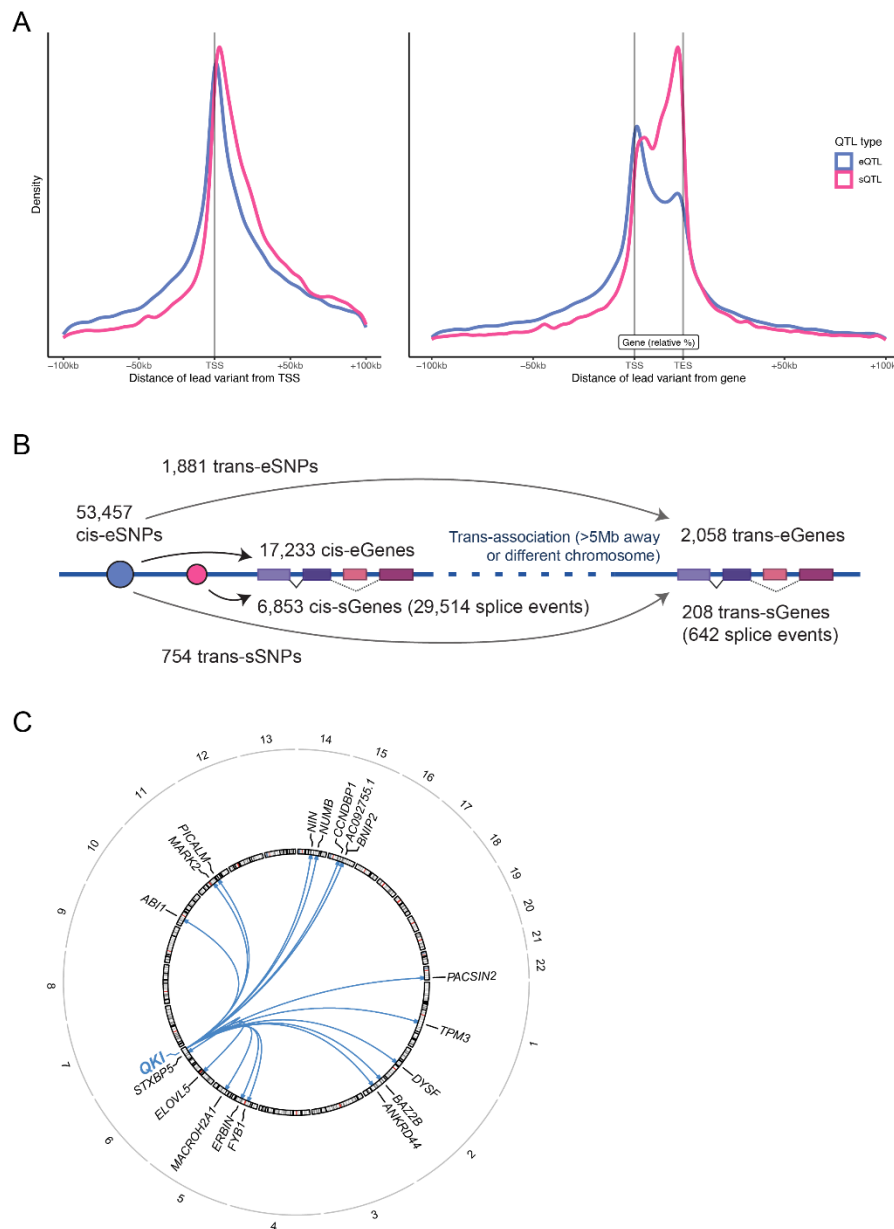 A
Density
−100kb
−50kb
TSS
+50kb
+100kb
Distance of lead variant from TSS
Gene (relative %)
−100kb
−50kb
TSS
TES
+50kb
+100kb
Distance of lead variant from gene
QTL type
eQTL
sQTL
B
1,881 trans-eSNPs
53,457
cis-eSNPs
17,233 cis-eGenes
Trans-association (>5Mb away
or different chromosome)
2,058 trans-eGenes
6,853 cis-sGenes (29,514 splice events)
208 trans-sGenes
(642 splice events)
754 trans-sSNPs
C
1
2
3
4
5
6
7
8
9
10
11
12
13
14
15
16
17
18
19
20
21
22
NIN
NUMB
CCNDBP1
AC092755.1
BNIP2
PICALM
MARK2
ABI1
PACSIN2
TPM3
DYSF
BAZ2B
ANKRD44
QKI
STXBP5
ELOVL5
MACROH2A1
ERBIN
FYB1